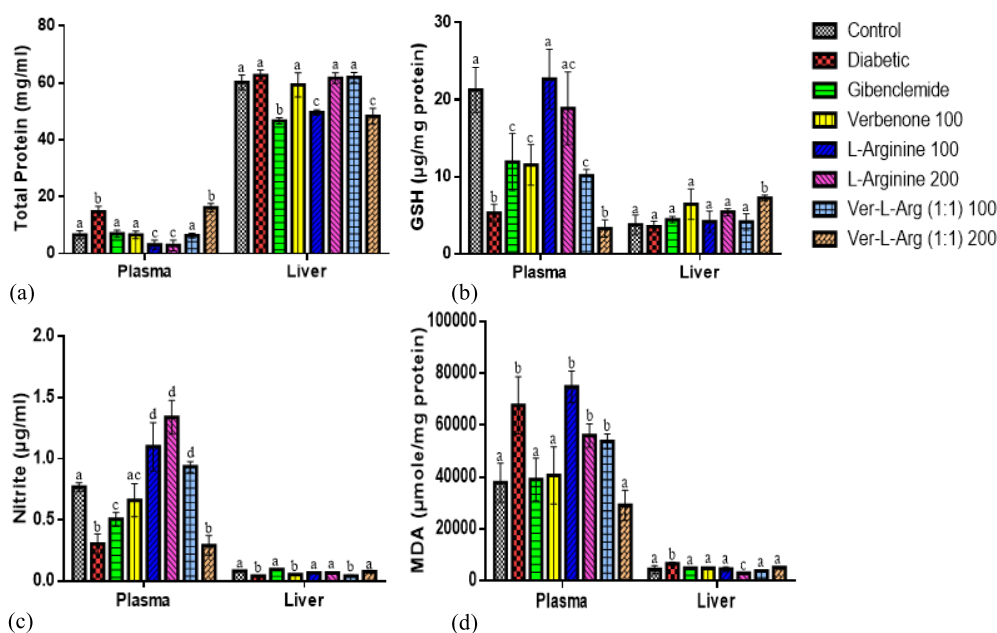 80
60
40
20
0
Total Protein (mg/ml)
a b a a c c a b
a a b a c a a c
Plasma Liver
(a)
30
20
10
0
GSH (µg/mg protein)
a b c c a ac c b
a a a a a a a b
Plasma Liver
(b)
Control
Diabetic
Gibenclemide
Verbenone 100
L-Arginine 100
L-Arginine 200
Ver-L-Arg (1:1) 100
Ver-L-Arg (1:1) 200
2.0
1.5
1.0
0.5
0.0
Nitrite (µg/ml)
a b c ac d d d b
a b a b a a b a
Plasma Liver
(c)
100000
80000
60000
40000
20000
0
MDA (µmole/mg protein)
a b a a b b b a
a b a a a c a a
Plasma Liver
(d)